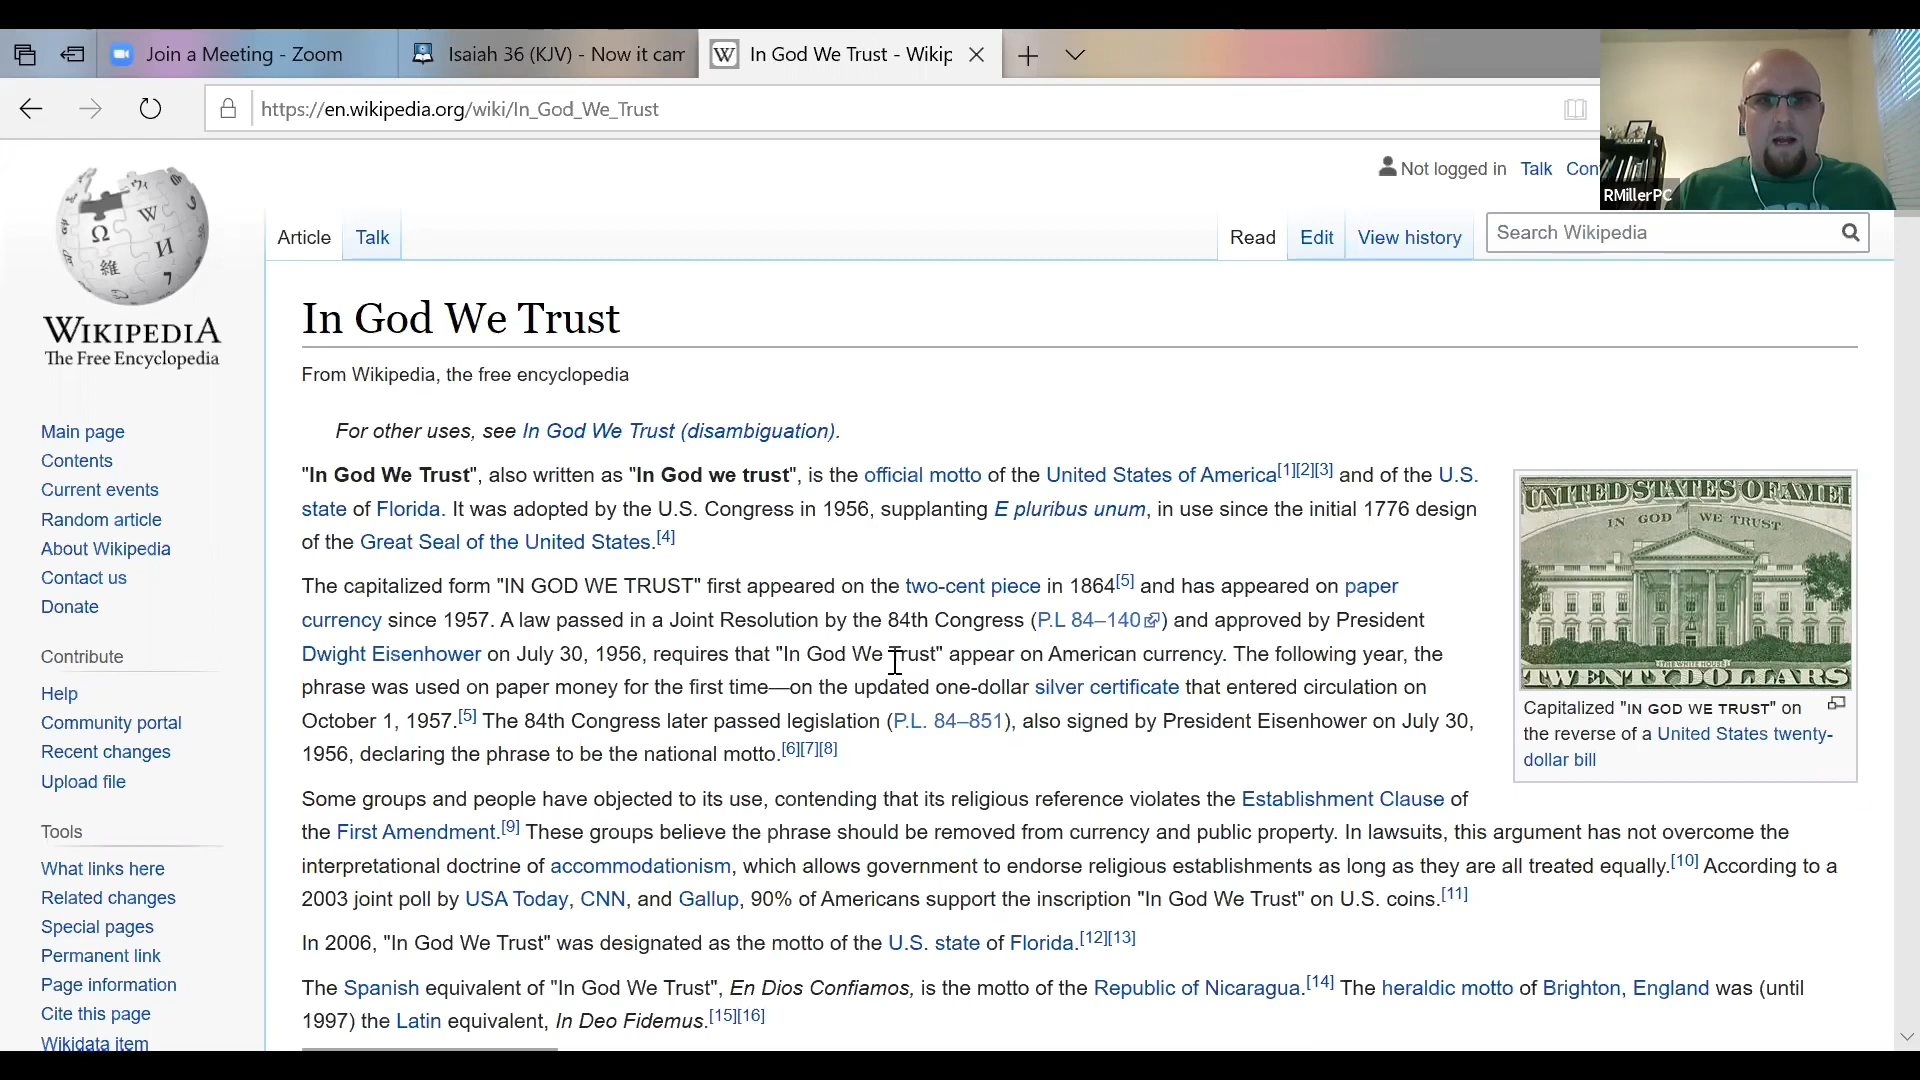 Join a Meeting - Zoom
Isaiah 36 (KJV) - Now it cam
In God We Trust - Wikip
https://en.wikipedia.org/wiki/In_God_We_Trust
RMillerPC
Not logged in Talk Con
Article Talk Read Edit View history Search Wikipedia
WIKIPEDIA
The Free Encyclopedia
Main page
Contents
Current events
Random article
About Wikipedia
Contact us
Donate
Contribute
Help
Community portal
Recent changes
Upload file
Tools
What links here
Related changes
Special pages
Permanent link
Page information
Cite this page
Wikidata item
In God We Trust
From Wikipedia, the free encyclopedia
For other uses, see In God We Trust (disambiguation).
"In God We Trust", also written as "In God we trust", is the official motto of the United States of America[1][2][3] and of the U.S.
state of Florida. It was adopted by the U.S. Congress in 1956, supplanting E pluribus unum, in use since the initial 1776 design
of the Great Seal of the United States.[4]
The capitalized form "IN GOD WE TRUST" first appeared on the two-cent piece in 1864[5] and has appeared on paper
currency since 1957. A law passed in a Joint Resolution by the 84th Congress (P.L 84–140) and approved by President
Dwight Eisenhower on July 30, 1956, requires that "In God We Trust" appear on American currency. The following year, the
phrase was used on paper money for the first time—on the updated one-dollar silver certificate that entered circulation on
October 1, 1957.[5] The 84th Congress later passed legislation (P.L. 84–851), also signed by President Eisenhower on July 30,
1956, declaring the phrase to be the national motto.[6][7][8]
Some groups and people have objected to its use, contending that its religious reference violates the Establishment Clause of
the First Amendment.[9] These groups believe the phrase should be removed from currency and public property. In lawsuits, this argument has not overcome the
interpretational doctrine of accommodationism, which allows government to endorse religious establishments as long as they are all treated equally.[10] According to a
2003 joint poll by USA Today, CNN, and Gallup, 90% of Americans support the inscription "In God We Trust" on U.S. coins.[11]
In 2006, "In God We Trust" was designated as the motto of the U.S. state of Florida.[12][13]
The Spanish equivalent of "In God We Trust", En Dios Confiamos, is the motto of the Republic of Nicaragua.[14] The heraldic motto of Brighton, England was (until
1997) the Latin equivalent, In Deo Fidemus.[15][16]
UNITED STATES OF AMEI
IN GOD WE TRUST
THE WHITE HOUSE
TWENTY DOLLARS
Capitalized "IN GOD WE TRUST" on
the reverse of a United States twenty-
dollar bill